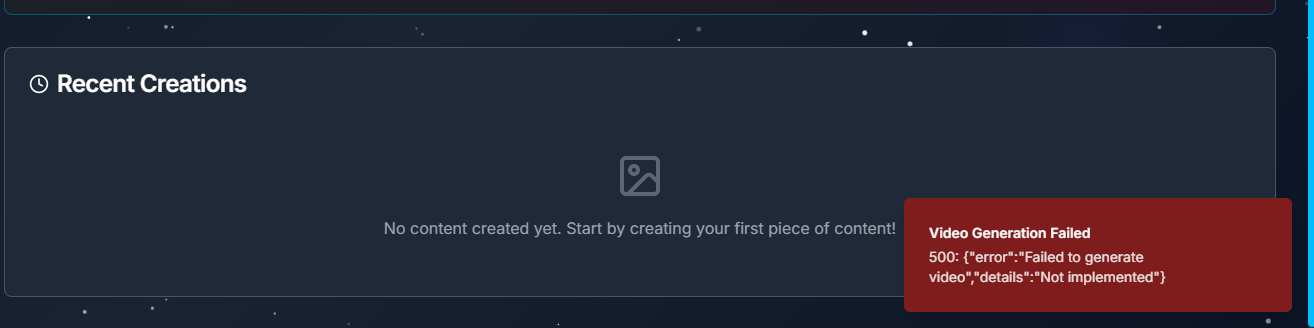 Recent Creations
No content created yet. Start by creating your first piece of content!
Video Generation Failed
500: {"error":"Failed to generate
video","details":"Not implemented"}